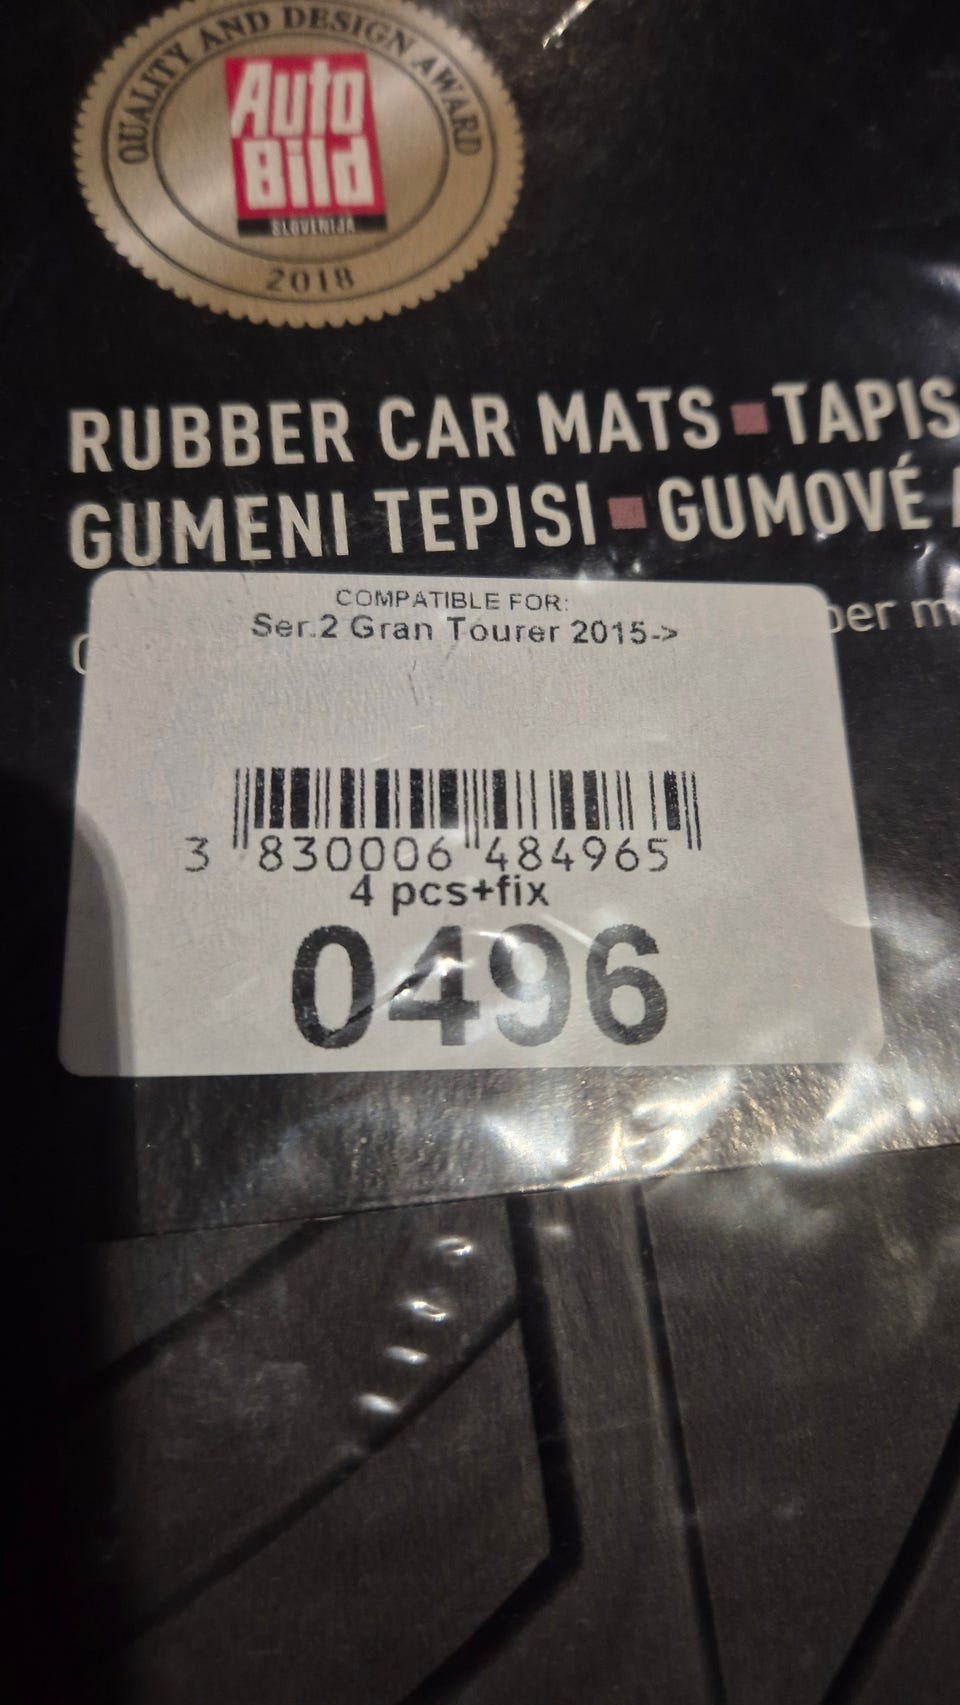 QUALITY AND DESIGN AWARD
Auto
Bild
SLOVENIJA
2018
RUBBER CAR MATS ▪ TAPIS
GUMENI TEPISI ▪ GUMOVÉ
COMPATIBLE FOR:
Ser.2 Gran Tourer 2015->
3 830006 484965
4 pcs+fix
0496